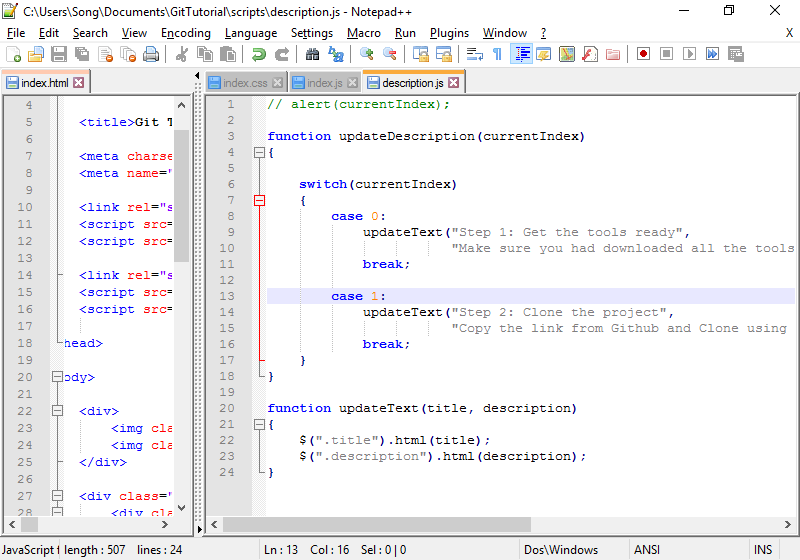 C:\Users\Song\Documents\GitTutorial\scripts\description.js - Notepad++
File Edit Search View Encoding Language Settings Macro Run Plugins Window ? X
index.html
4
5 <title>Git T
6
7 <meta charse
8 <meta name="
9
10 <link rel="s
11 <script src=
12 <script src=
13
14 <link rel="s
15 <script src=
16 <script src=
17
18 head>
19
20 ody>
21
22 <div>
23 <img cla
24 <img cla
25 </div>
26
27 <div class="
28 <div cla
index.css index.js description.js
1 // alert(currentIndex);
2
3 function updateDescription(currentIndex)
4 {
5
6 switch(currentIndex)
7 {
8 case 0:
9 updateText("Step 1: Get the tools ready",
10 "Make sure you had downloaded all the tools
11 break;
12
13 case 1:
14 updateText("Step 2: Clone the project",
15 "Copy the link from Github and Clone using
16 break;
17 }
18 }
19
20 function updateText(title, description)
21 {
22 $(".title").html(title);
23 $(".description").html(description);
24 }
JavaScript f length : 507 lines : 24 Ln : 13 Col : 16 Sel : 0 | 0 Dos\Windows ANSI INS